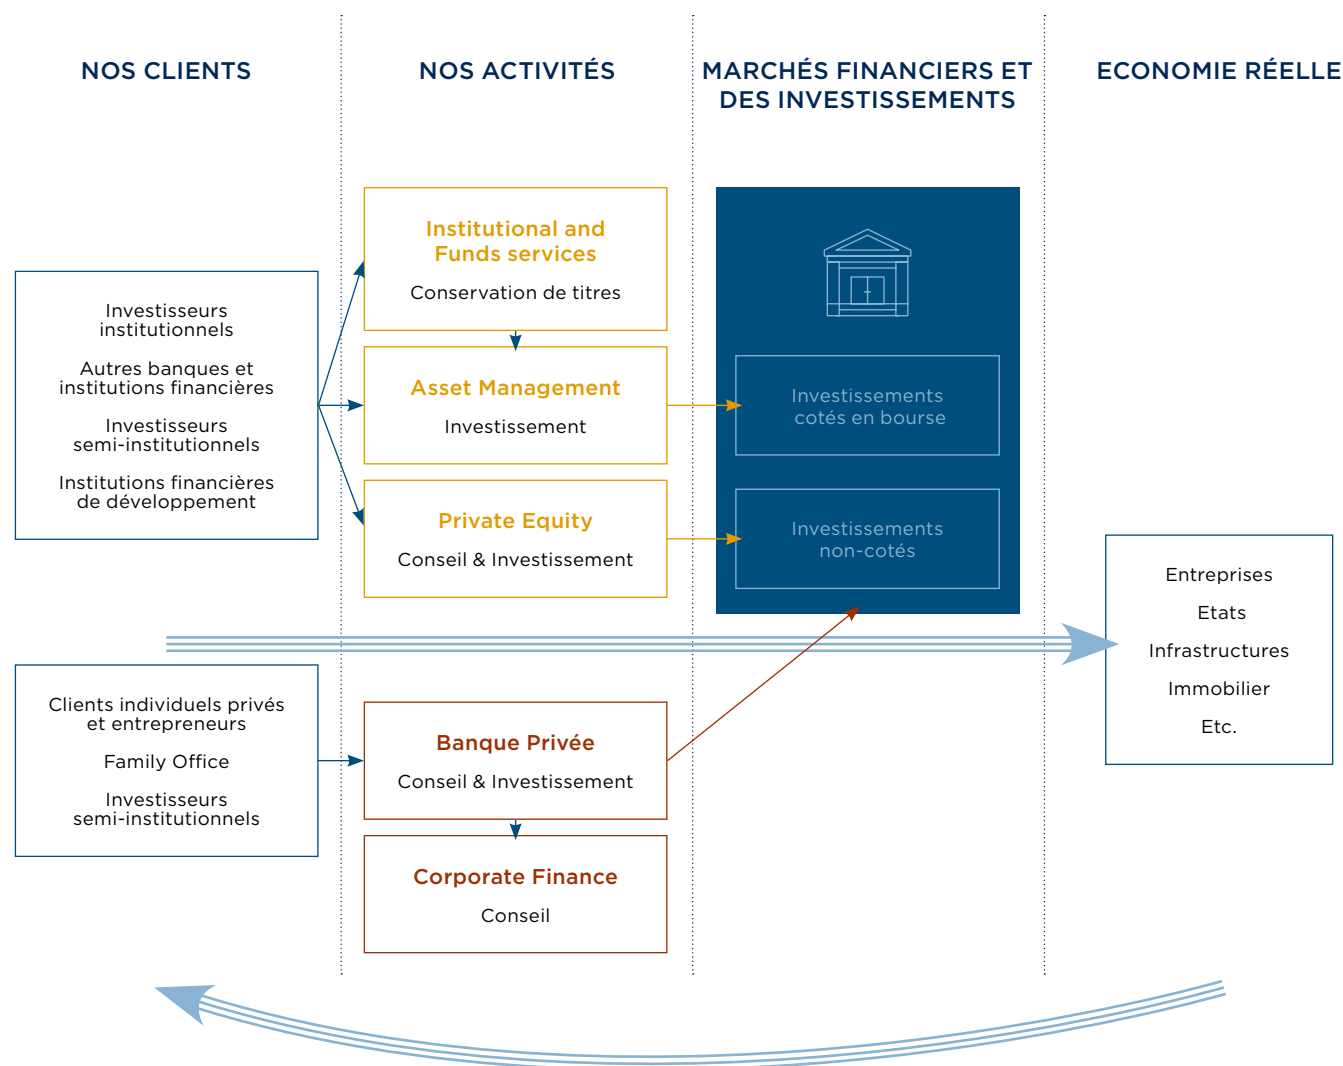 NOS CLIENTS
NOS ACTIVITÉS
MARCHÉS FINANCIERS ET
DES INVESTISSEMENTS
ECONOMIE RÉELLE
Investisseurs
institutionnels
Autres banques et
institutions financières
Investisseurs
semi-institutionnels
Institutions financières
de développement
Clients individuels privés
et entrepreneurs
Family Office
Investisseurs
semi-institutionnels
Institutional and
Funds services
Conservation de titres
Asset Management
Investissement
Private Equity
Conseil & Investissement
Banque Privée
Conseil & Investissement
Corporate Finance
Conseil
Investissements
cotés en bourse
Investissements
non-cotés
Entreprises
Etats
Infrastructures
Immobilier
Etc.